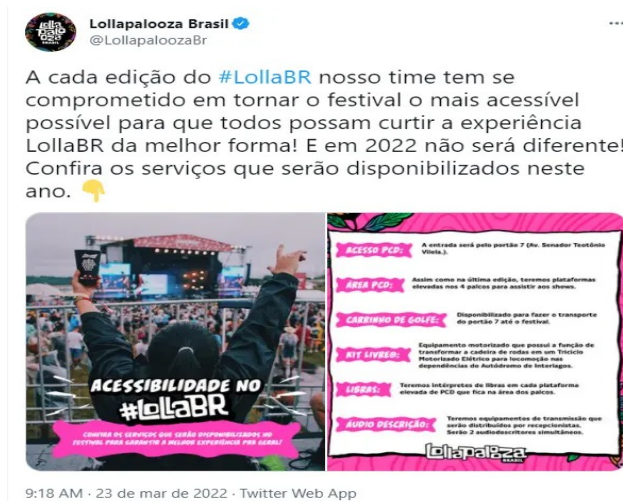 Lollapalooza Brasil
@LollapaloozaBr
A cada edição do #LollaBR nosso time tem se
comprometido em tornar o festival o mais acessível
possível para que todos possam curtir a experiência
LollaBR da melhor forma! E em 2022 não será diferente!
Confira os serviços que serão disponibilizados neste
ano. 👇
ACESSIBILIDADE NO
#LOLLABR
CONFIRA OS SERVIÇOS QUE SERÃO DISPONIBILIZADOS NO
FESTIVAL PARA GARANTIR A MELHOR EXPERIÊNCIA PRA GERAL!
ACESSO PCD:
A entrada será pelo portão 7 (Av. Senador Teotônio
Vilela.).
ÁREA PCD:
Assim como na última edição, teremos plataformas
elevadas nos 4 palcos para assistir aos shows.
CARRINHO DE GOLFE:
Disponibilizado para fazer o transporte
do portão 7 até o festival.
KIT LIVRE®:
Equipamento motorizado que possui a função de
transformar a cadeira de rodas em um Triciclo
Motorizado Elétrico para locomoção nas
dependências do Autódromo de Interlagos.
LIBRAS:
Teremos intérpretes de libras em cada plataforma
elevada de PCD que fica na área dos palcos.
ÁUDIO DESCRIÇÃO:
Teremos equipamentos de transmissão que
serão distribuídos por recepcionistas.
Serão 2 audiodescritores simultâneos.
lollapalooza
BRASIL
9:18 AM · 23 de mar de 2022 · Twitter Web App